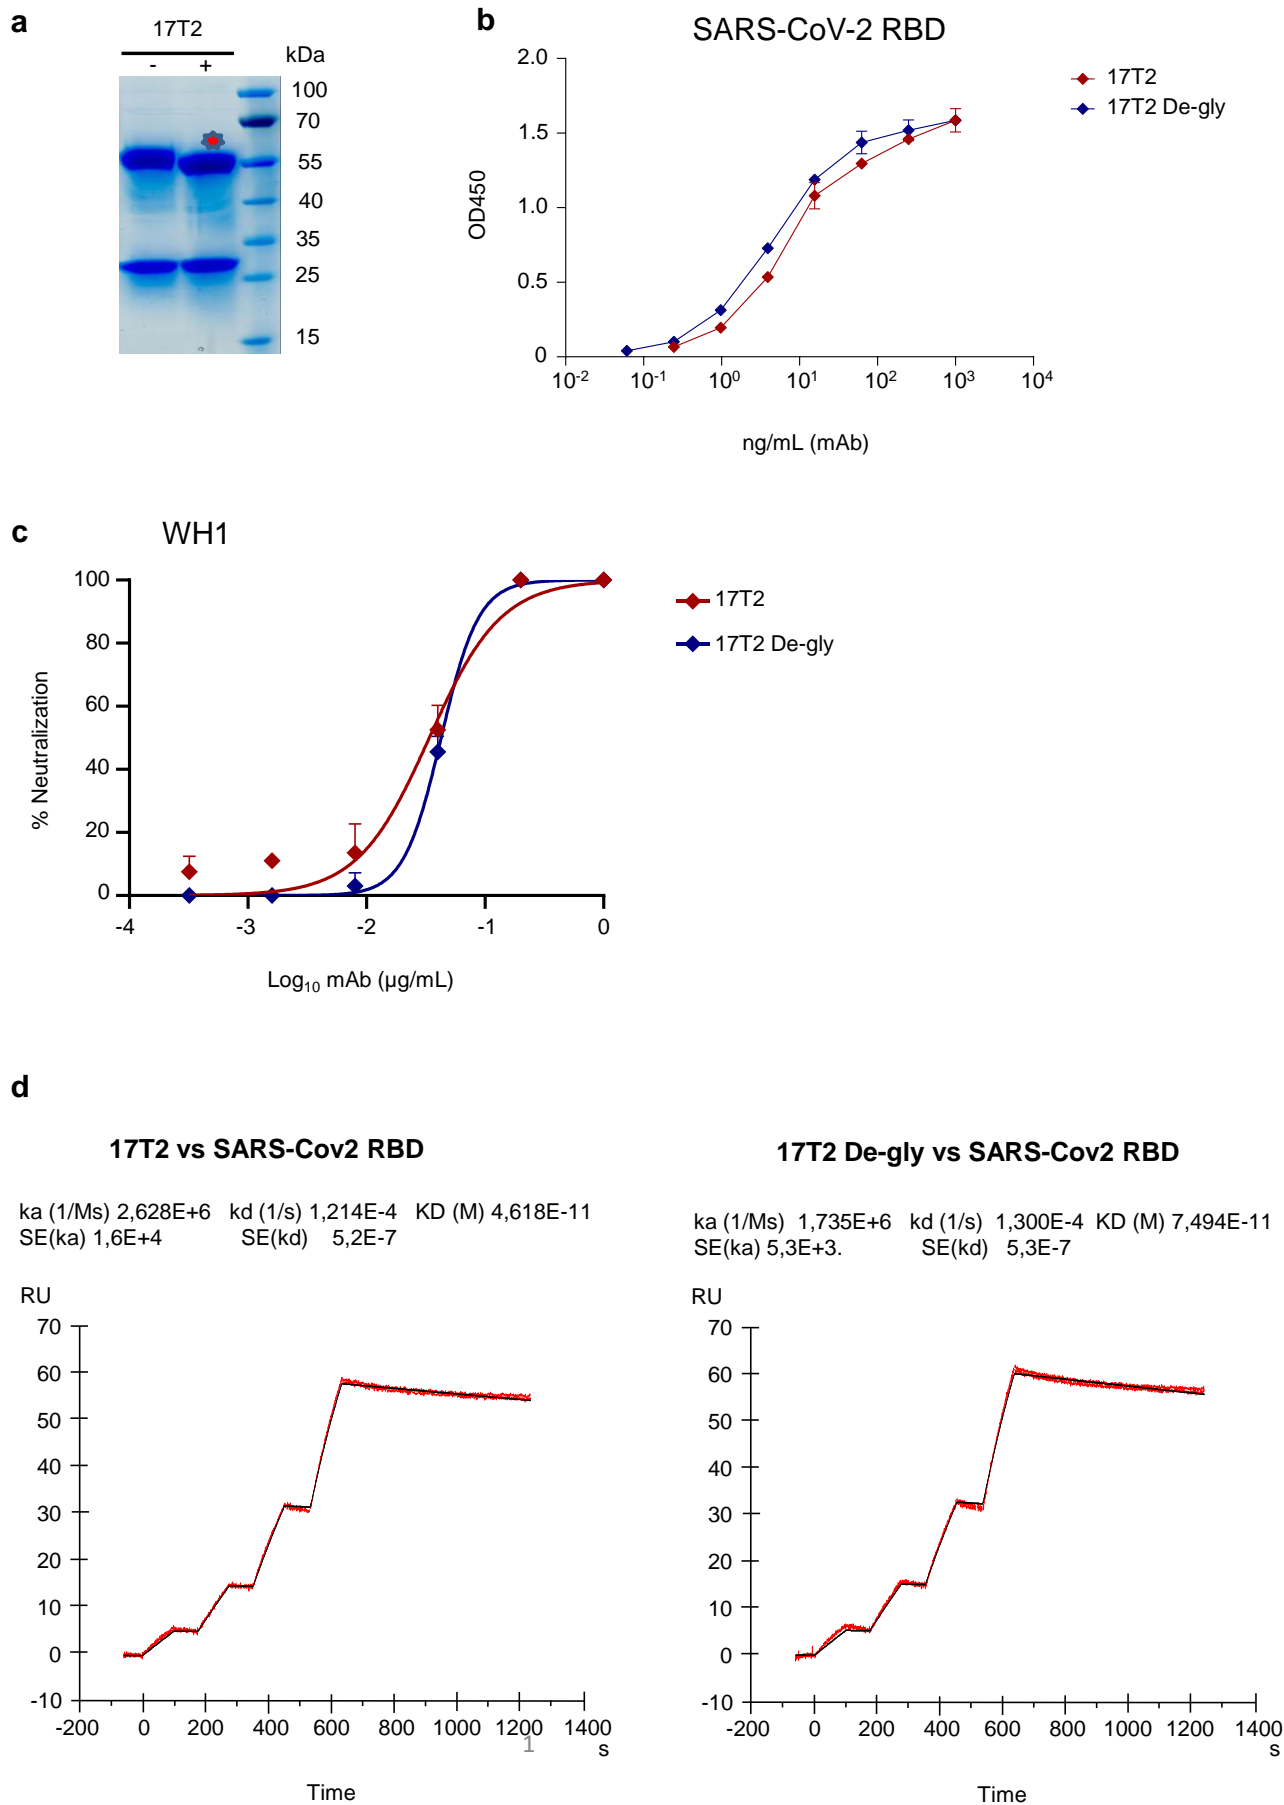 a
17T2
- +
kDa
100
70
55
40
35
25
15
b
SARS-CoV-2 RBD
2.0
1.5
1.0
0.5
0
OD450
10-2 10-1 100 101 102 103 104
ng/mL (mAb)
17T2
17T2 De-gly
c
WH1
100
80
60
40
20
0
% Neutralization
-4 -3 -2 -1 0
Log10 mAb (µg/mL)
17T2
17T2 De-gly
d
17T2 vs SARS-Cov2 RBD
ka (1/Ms) 2,628E+6 kd (1/s) 1,214E-4 KD (M) 4,618E-11
SE(ka) 1,6E+4 SE(kd) 5,2E-7
RU
70
60
50
40
30
20
10
0
-10
-200 0 200 400 600 800 1000 1200 1400
s
1
Time
17T2 De-gly vs SARS-Cov2 RBD
ka (1/Ms) 1,735E+6 kd (1/s) 1,300E-4 KD (M) 7,494E-11
SE(ka) 5,3E+3. SE(kd) 5,3E-7
RU
70
60
50
40
30
20
10
0
-10
-200 0 200 400 600 800 1000 1200 1400
s
Time